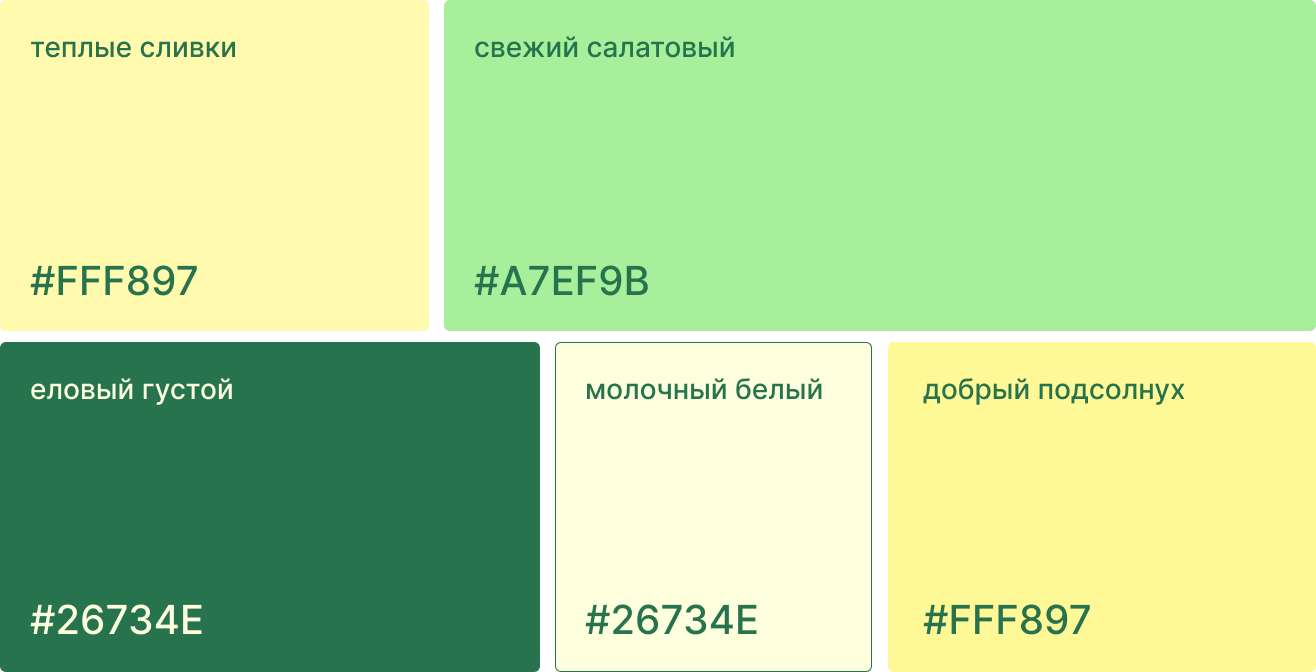 теплые сливки
#FFF897
свежий салатовый
#A7EF9B
еловый густой
#26734E
молочный белый
#26734E
добрый подсолнух
#FFF897